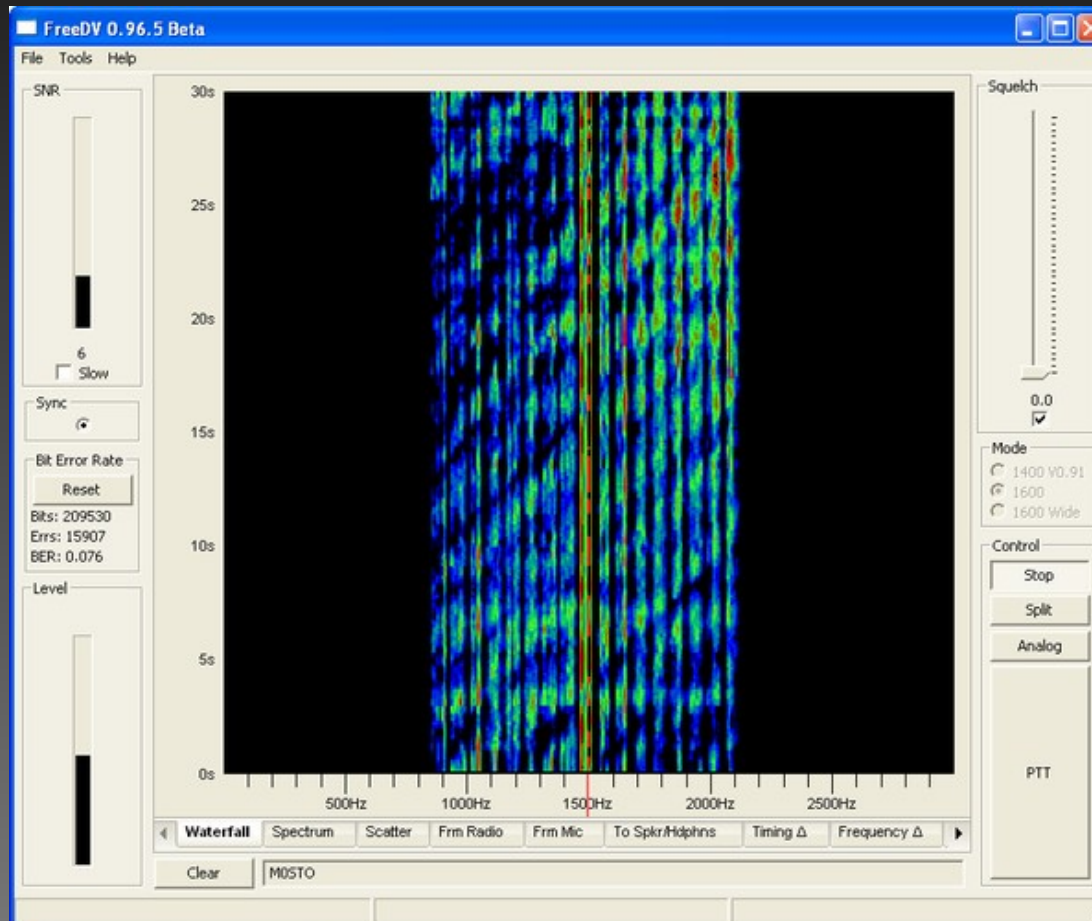 FreeDV 0.96.5 Beta
File Tools Help
SNR
6
Slow
Sync
Bit Error Rate
Reset
Bits: 209530
Errs: 15907
BER: 0.076
Level
30s
25s
20s
15s
10s
5s
0s
500Hz 1000Hz 1500Hz 2000Hz 2500Hz
Waterfall Spectrum Scatter Frm Radio Frm Mic To Spkr/Hdphns Timing Δ Frequency Δ
Clear M0STO
Squelch
0.0
Mode
1400 V0.91
1600
1600 Wide
Control
Stop
Split
Analog
PTT